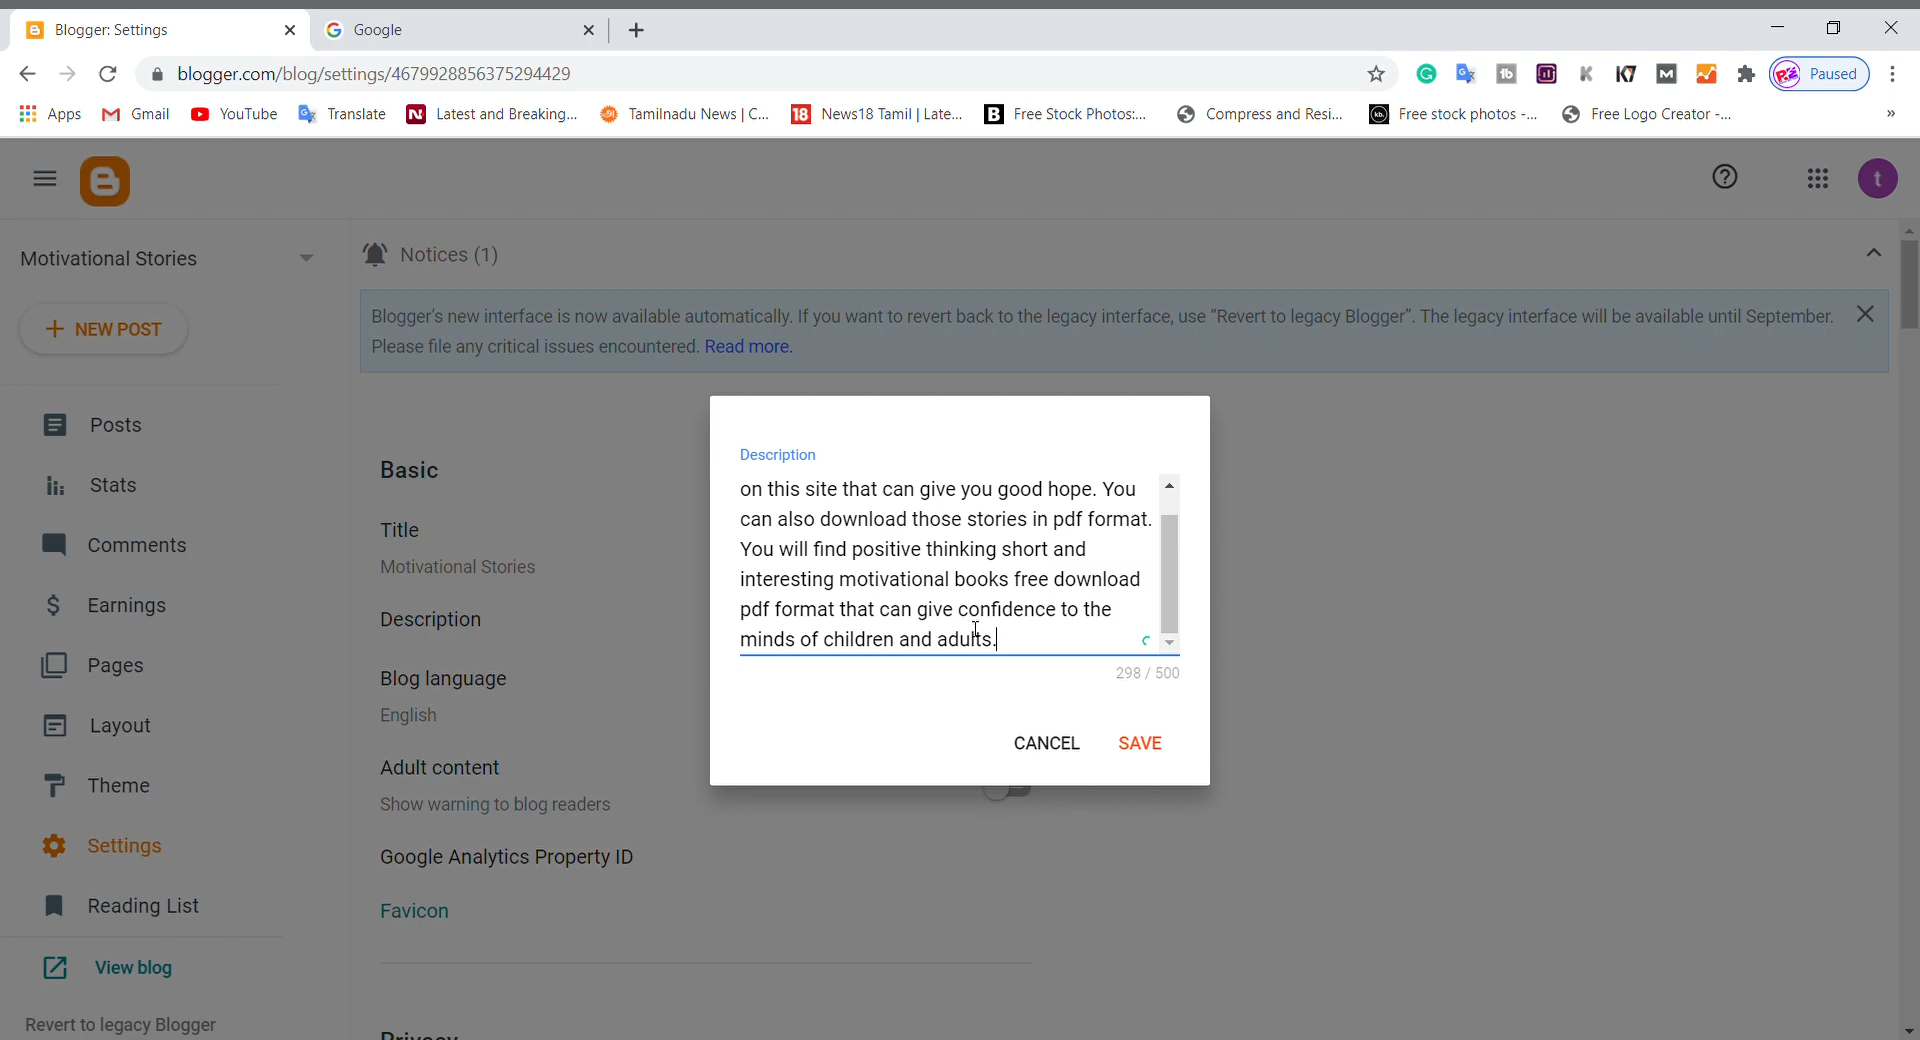 Blogger: Settings
Google
blogger.com/blog/settings/4679928856375294429
Paused
Apps
Gmail
YouTube
Translate
Latest and Breaking...
Tamilnadu News | C...
News18 Tamil | Late...
Free Stock Photos:...
Compress and Resi...
Free stock photos -...
Free Logo Creator -...
»
t
Motivational Stories
Notices (1)
Blogger's new interface is now available automatically. If you want to revert back to the legacy interface, use “Revert to legacy Blogger”. The legacy interface will be available until September.
Please file any critical issues encountered. Read more.
+ NEW POST
Posts
Stats
Comments
Earnings
Pages
Layout
Theme
Settings
Reading List
View blog
Revert to legacy Blogger
Basic
Title
Motivational Stories
Description
Blog language
English
Adult content
Show warning to blog readers
Google Analytics Property ID
Favicon
Description
on this site that can give you good hope. You
can also download those stories in pdf format.
You will find positive thinking short and
interesting motivational books free download
pdf format that can give confidence to the
minds of children and adults.
298 / 500
CANCEL
SAVE